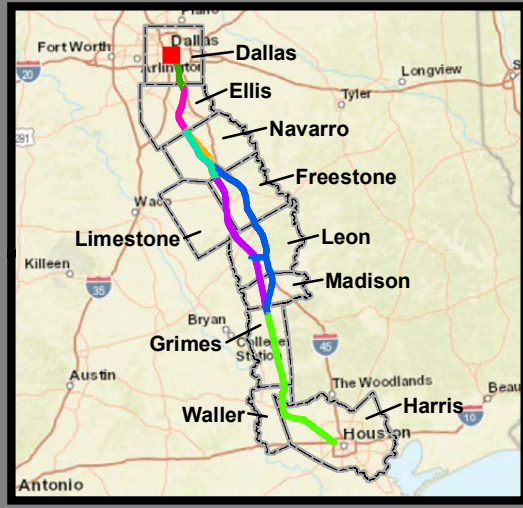 Plano
Fort Worth
Dallas
Dallas
Arlington
20
Longview
Ellis
Tyler
Navarro
281
Freestone
Waco
Limestone
Leon
Killeen
Madison
35
Bryan
Grimes
College
Station
45
Austin
The Woodlands
Beau
Waller
Harris
10
Houston
Antonio